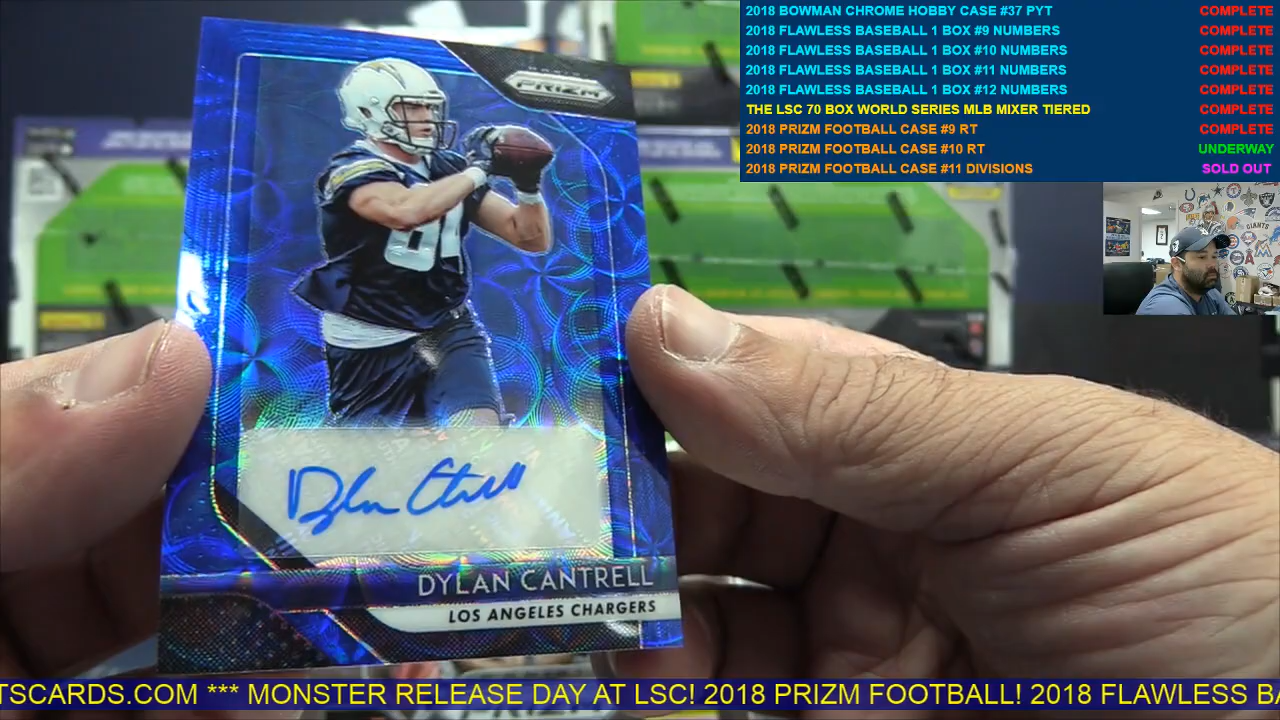 2018 BOWMAN CHROME HOBBY CASE #37 PYT COMPLETE
2018 FLAWLESS BASEBALL 1 BOX #9 NUMBERS COMPLETE
2018 FLAWLESS BASEBALL 1 BOX #10 NUMBERS COMPLETE
2018 FLAWLESS BASEBALL 1 BOX #11 NUMBERS COMPLETE
2018 FLAWLESS BASEBALL 1 BOX #12 NUMBERS COMPLETE
THE LSC 70 BOX WORLD SERIES MLB MIXER TIERED COMPLETE
2018 PRIZM FOOTBALL CASE #9 RT COMPLETE
2018 PRIZM FOOTBALL CASE #10 RT UNDERWAY
2018 PRIZM FOOTBALL CASE #11 DIVISIONS SOLD OUT
PANINI
PRIZM
81
Dylan Cantrell
DYLAN CANTRELL
LOS ANGELES CHARGERS
TSCARDS.COM *** MONSTER RELEASE DAY AT LSC! 2018 PRIZM FOOTBALL! 2018 FLAWLESS BA